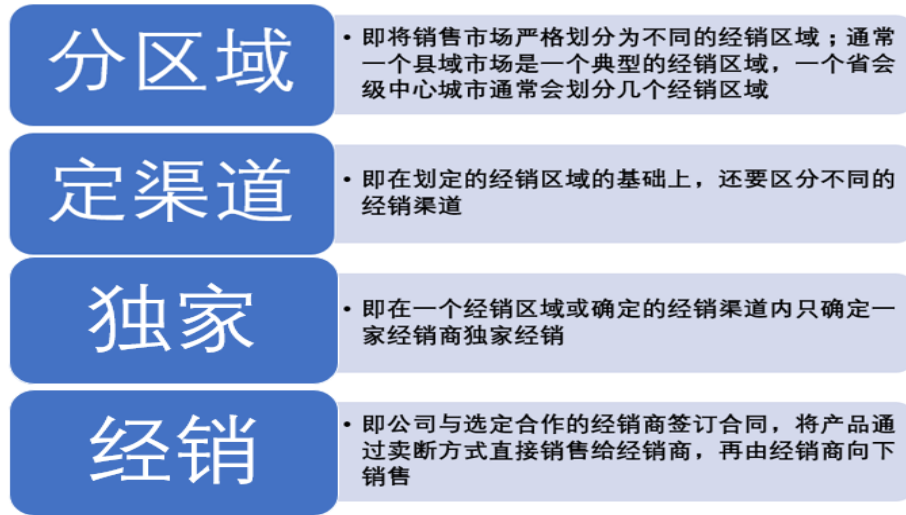 分区域
• 即将销售市场严格划分为不同的经销区域；通常
一个县域市场是一个典型的经销区域，一个省会
级中心城市通常会划分几个经销区域
定渠道
• 即在划定的经销区域的基础上，还要区分不同的
经销渠道
独家
• 即在一个经销区域或确定的经销渠道内只确定一
家经销商独家经销
经销
• 即公司与选定合作的经销商签订合同，将产品通
过卖断方式直接销售给经销商，再由经销商向下
销售